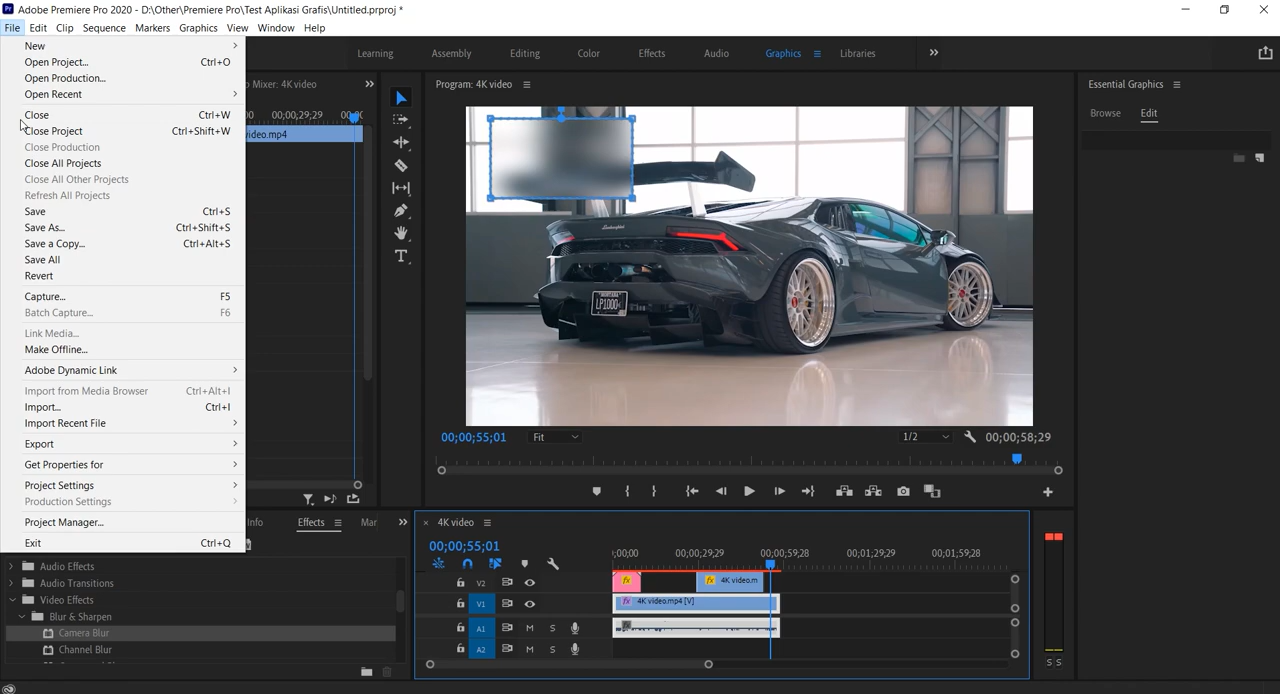 Adobe Premiere Pro 2020 - D:\Other\Premiere Pro\Test Aplikasi Grafis\Untitled.prproj *
File Edit Clip Sequence Markers Graphics View Window Help
Learning Assembly Editing Color Effects Audio Graphics Libraries
New
Open Project... Ctrl+O
Open Production...
Open Recent
Close Ctrl+W
Close Project Ctrl+Shift+W
Close Production
Close All Projects
Close All Other Projects
Refresh All Projects
Save Ctrl+S
Save As... Ctrl+Shift+S
Save a Copy... Ctrl+Alt+S
Save All
Revert
Capture... F5
Batch Capture... F6
Link Media...
Make Offline...
Adobe Dynamic Link
Import from Media Browser Ctrl+Alt+I
Import... Ctrl+I
Import Recent File
Export
Get Properties for
Project Settings
Production Settings
Project Manager...
Exit Ctrl+Q
p Mixer: 4K video
00;00;29;29
video.mp4
Program: 4K video
LP1000
00;00;55;01 Fit 1/2 00;00;58;29
Essential Graphics
Browse Edit
Info Effects Mar
Audio Effects
Audio Transitions
Video Effects
Blur & Sharpen
Camera Blur
Channel Blur
4K video
00;00;55;01
;00;00 00;00;29;29 00;00;59;28 00;01;29;28 00;01;59;28
V2 fx fx 4K video.m
V1 fx 4K video.mp4 [V]
A1 M S
A2 M S
S S